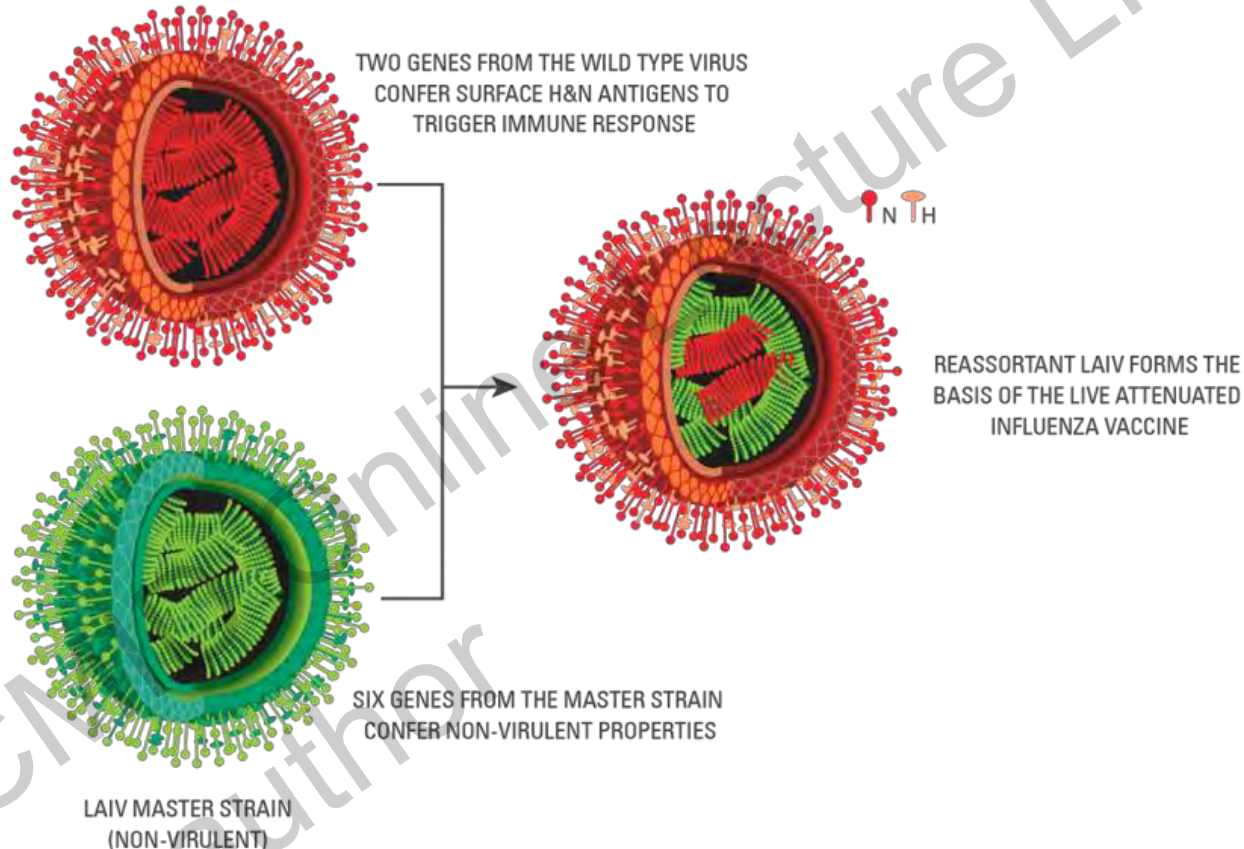 TWO GENES FROM THE WILD TYPE VIRUS
CONFER SURFACE H&N ANTIGENS TO
TRIGGER IMMUNE RESPONSE
N H
REASSORTANT LAIV FORMS THE
BASIS OF THE LIVE ATTENUATED
INFLUENZA VACCINE
SIX GENES FROM THE MASTER STRAIN
CONFER NON-VIRULENT PROPERTIES
LAIV MASTER STRAIN
(NON-VIRULENT)
Online
author